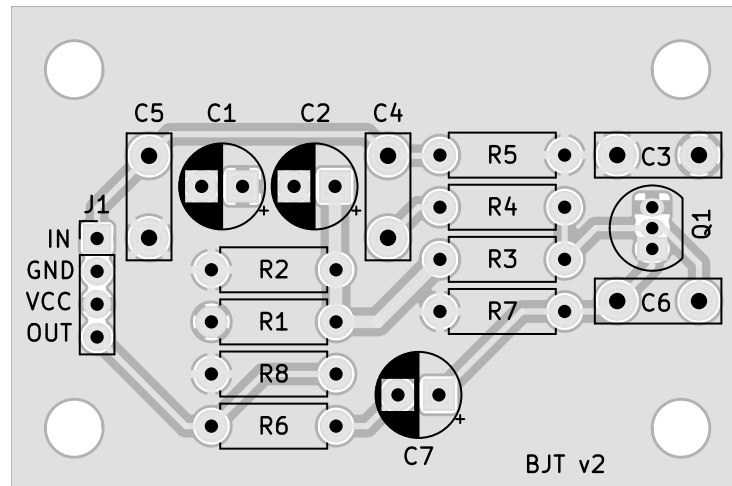 C5 C1 C2 C4
R5 C3
J1 R4 Q1
IN R2 R3
GND
VCC R1 R7 C6
OUT
R8
R6
C7
BJT v2